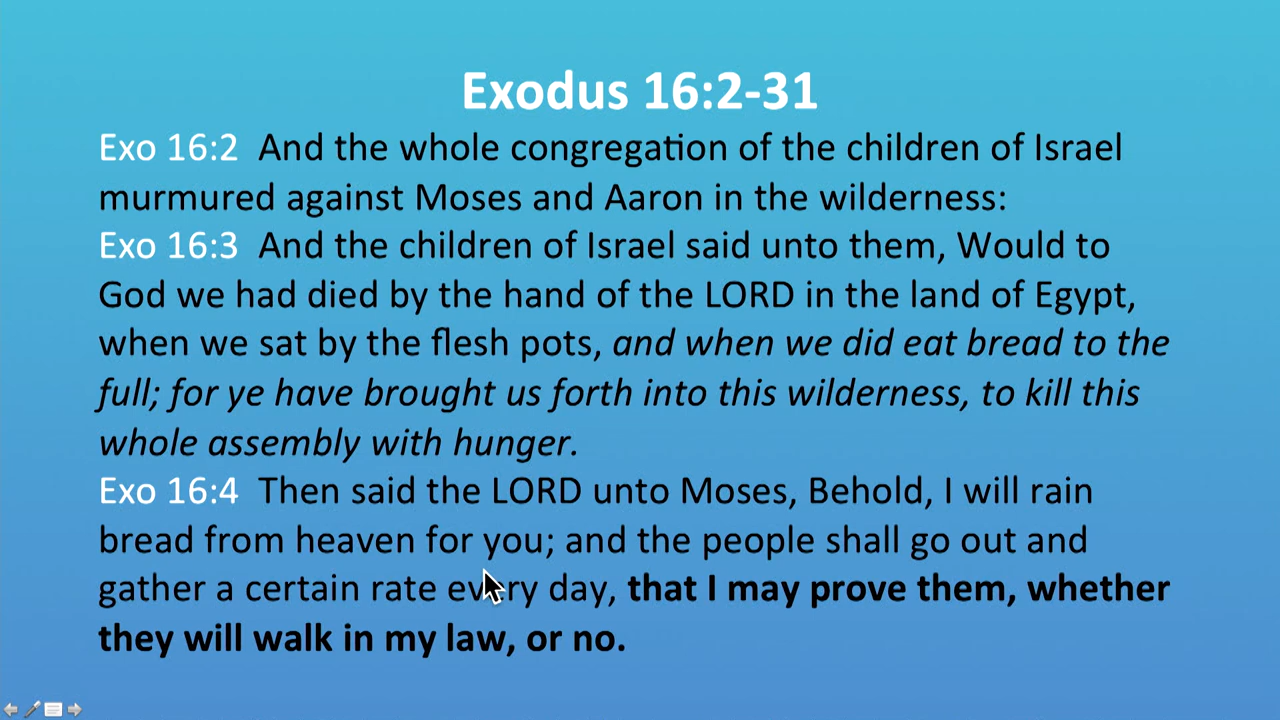 Exodus 16:2-31
Exo 16:2 And the whole congregation of the children of Israel
murmured against Moses and Aaron in the wilderness:
Exo 16:3 And the children of Israel said unto them, Would to
God we had died by the hand of the LORD in the land of Egypt,
when we sat by the flesh pots, and when we did eat bread to the
full; for ye have brought us forth into this wilderness, to kill this
whole assembly with hunger.
Exo 16:4 Then said the LORD unto Moses, Behold, I will rain
bread from heaven for you; and the people shall go out and
gather a certain rate every day, that I may prove them, whether
they will walk in my law, or no.